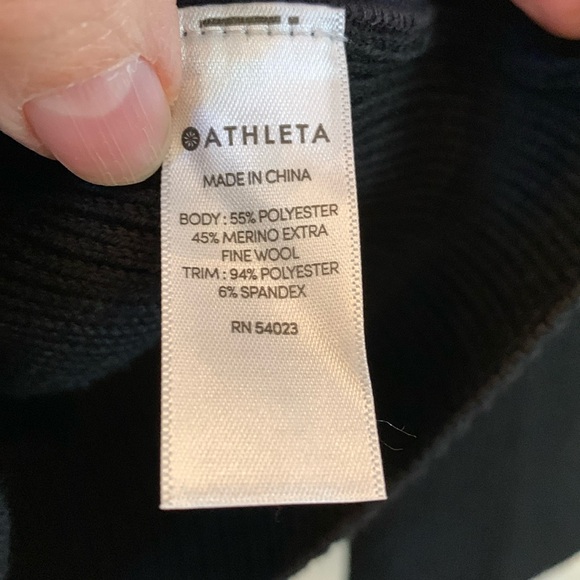 ATHLETA
MADE IN CHINA
BODY : 55% POLYESTER
45% MERINO EXTRA
FINE WOOL
TRIM : 94% POLYESTER
6% SPANDEX
RN 54023